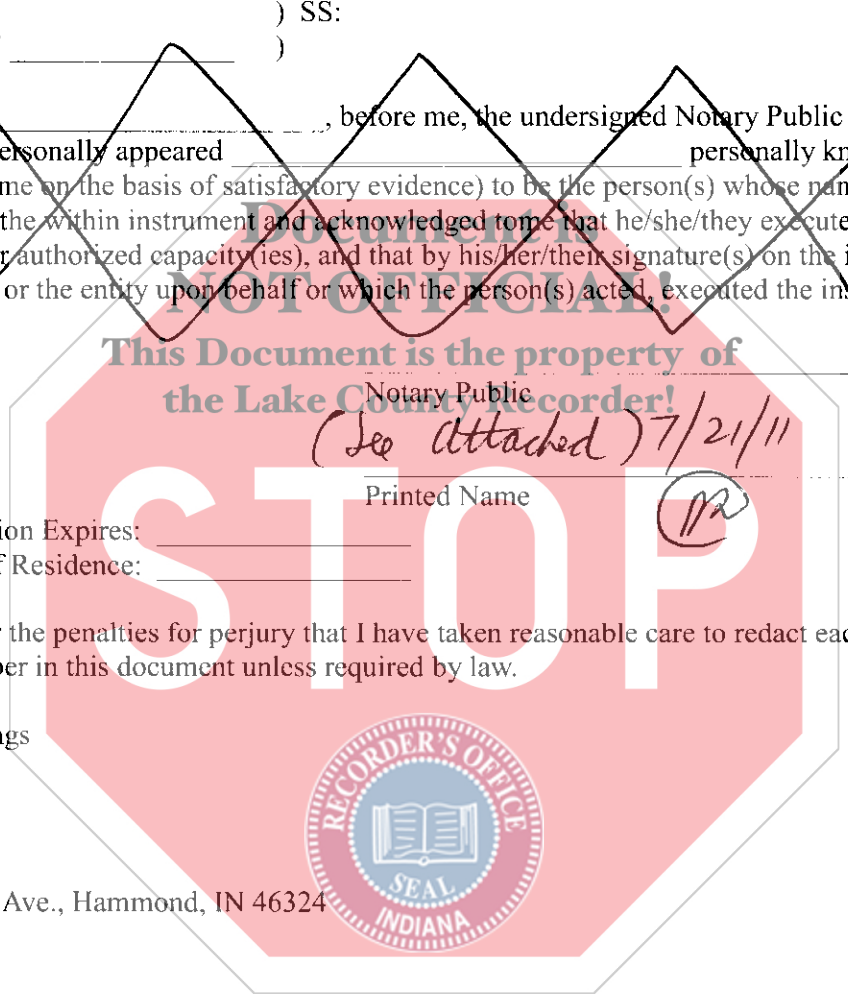 ) SS:
)
, before me, the undersigned Notary Public
ersonally appeared personally kn
me on the basis of satisfactory evidence) to be the person(s) whose nam
the within instrument and acknowledged tome that he/she/they execute
r authorized capacity(ies), and that by his/her/their signature(s) on the i
or the entity upon behalf or which the person(s) acted, executed the ins
Document is
NOT OFFICIAL!
This Document is the property of
the Lake County Recorder!
Notary Public
(See Attached) 7/21/11
Printed Name
ion Expires:
f Residence:
r the penalties for perjury that I have taken reasonable care to redact eac
ber in this document unless required by law.
ngs
Ave., Hammond, IN 46324
STOP
RECORDER'S OFFICE
SEAL
INDIANA